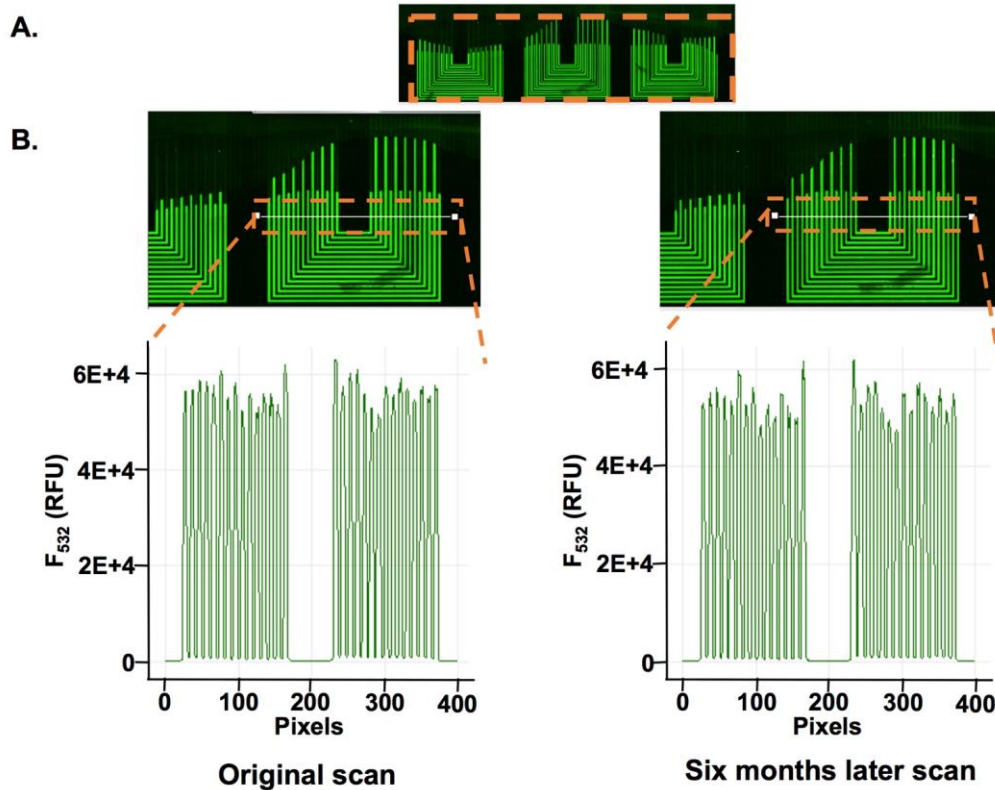 A.
B.
6E+4
4E+4
2E+4
0
F532 (RFU)
0 100 200 300 400
Pixels
Original scan
6E+4
4E+4
2E+4
0
F532 (RFU)
0 100 200 300 400
Pixels
Six months later scan